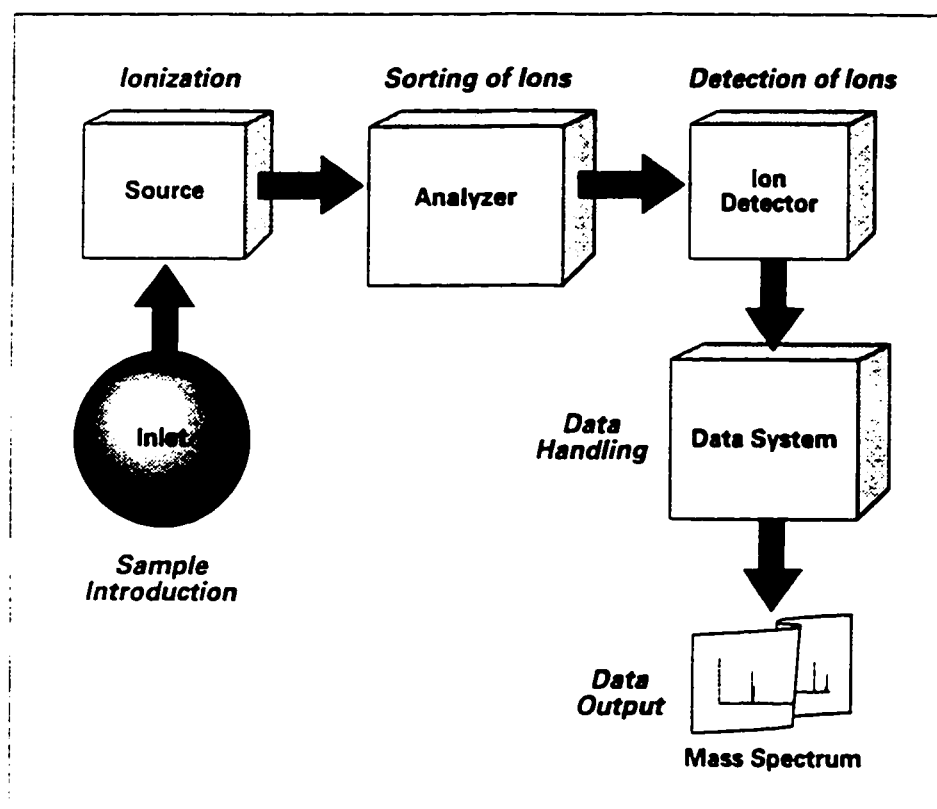 Ionization
Sorting of Ions
Detection of Ions
Source
Analyzer
Ion
Detector
Inlet
Data
Handling
Data System
Sample
Introduction
Data
Output
Mass Spectrum